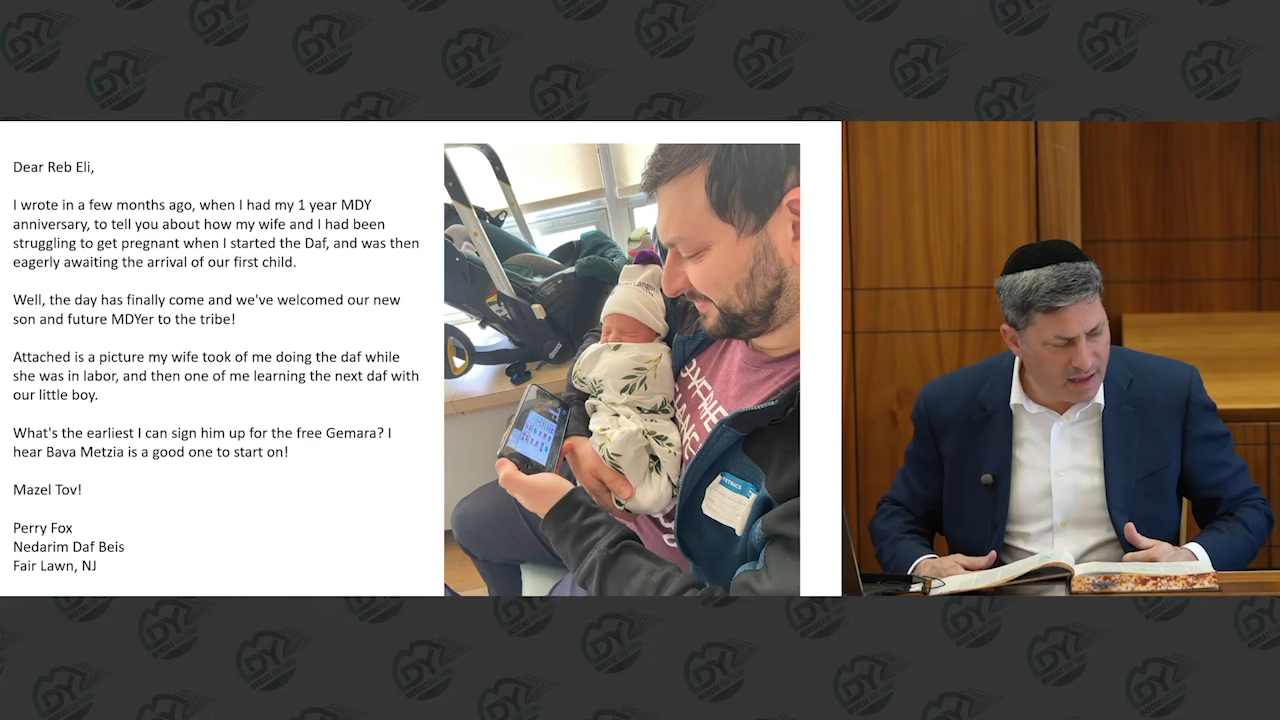 Dear Reb Eli,
I wrote in a few months ago, when I had my 1 year MDY
anniversary, to tell you about how my wife and I had been
struggling to get pregnant when I started the Daf, and was then
eagerly awaiting the arrival of our first child.
Well, the day has finally come and we've welcomed our new
son and future MDYer to the tribe!
Attached is a picture my wife took of me doing the daf while
she was in labor, and then one of me learning the next daf with
our little boy.
What's the earliest I can sign him up for the free Gemara? I
hear Bava Metzia is a good one to start on!
Mazel Tov!
Perry Fox
Nedarim Daf Beis
Fair Lawn, NJ